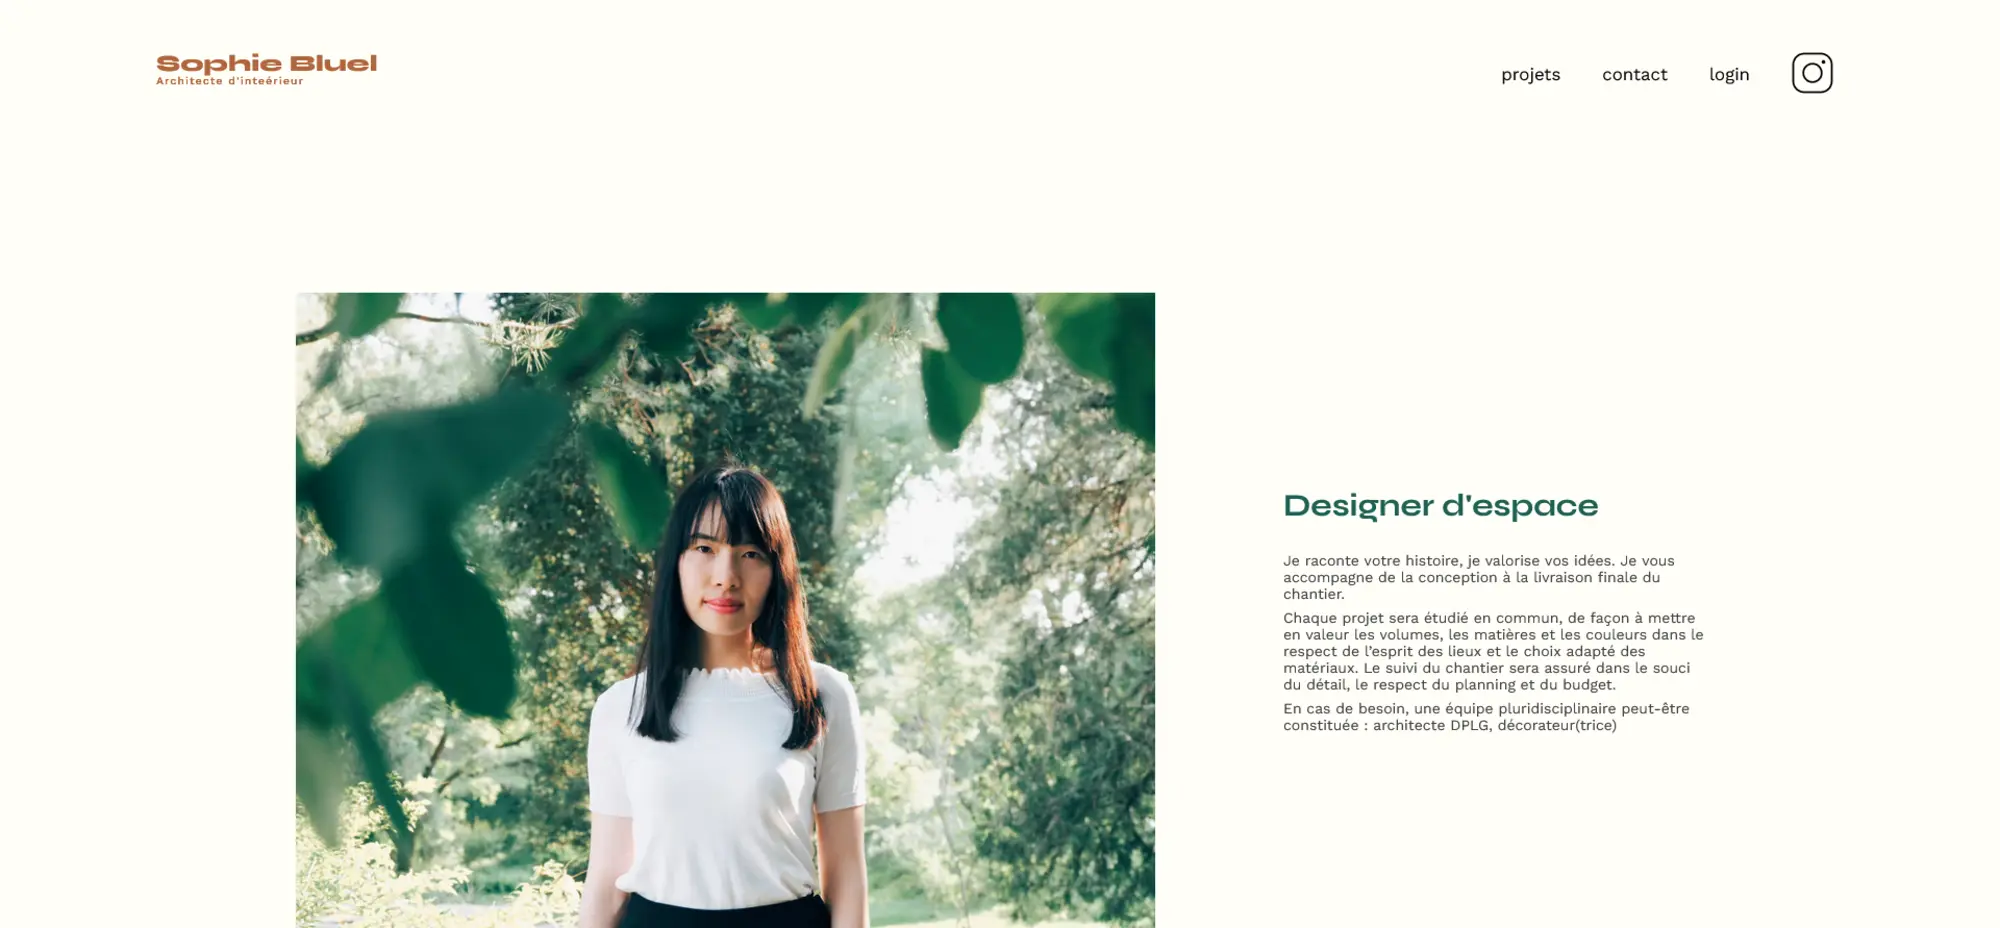 Sophie Bluel
Architecte d'inteérieur
projets
contact
login
Designer d'espace
Je raconte votre histoire, je valorise vos idées. Je vous
accompagne de la conception à la livraison finale du
chantier.
Chaque projet sera étudié en commun, de façon à mettre
en valeur les volumes, les matières et les couleurs dans le
respect de l’esprit des lieux et le choix adapté des
matériaux. Le suivi du chantier sera assuré dans le souci
du détail, le respect du planning et du budget.
En cas de besoin, une équipe pluridisciplinaire peut-être
constituée : architecte DPLG, décorateur(trice)